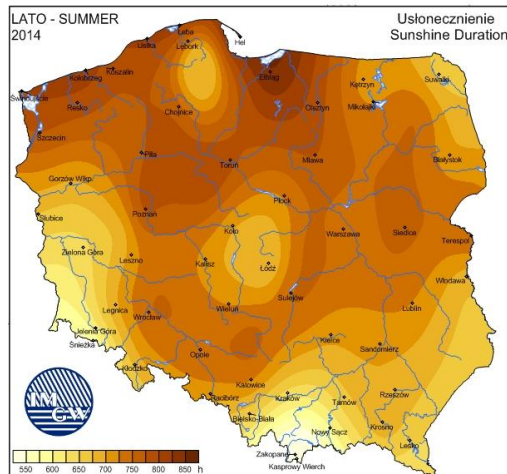 LATO - SUMMER
2014
Usłonecznienie
Sunshine Duration
Łeba
Hel
Ustka
Lębork
Kołobrzeg
Koszalin
Elbląg
Kętrzyn
Suwałki
Świnoujście
Resko
Chojnice
Olsztyn
Mikołajki
Szczecin
Piła
Toruń
Mława
Białystok
Gorzów Wlkp.
Płock
Słubice
Poznań
Koło
Warszawa
Siedlce
Terespol
Zielona Góra
Leszno
Kalisz
Łódź
Włodawa
Wieluń
Sulejów
Legnica
Wrocław
Lublin
Jelenia Góra
Śnieżka
Kielce
Opole
Sandomierz
Kłodzko
Katowice
Racibórz
Kraków
Tarnów
Rzeszów
Bielsko-Biała
Nowy Sącz
Krosno
Lesko
Zakopane
Kasprowy Wierch
IM
GW
550 600 650 700 750 800 850 h